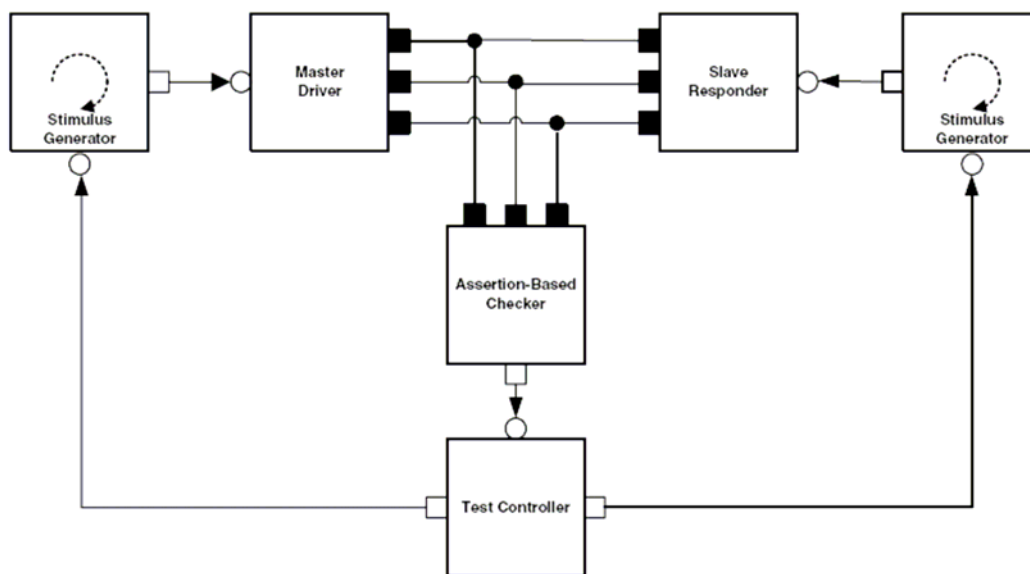 Stimulus
Generator
Master
Driver
Slave
Responder
Stimulus
Generator
Assertion-Based
Checker
Test Controller